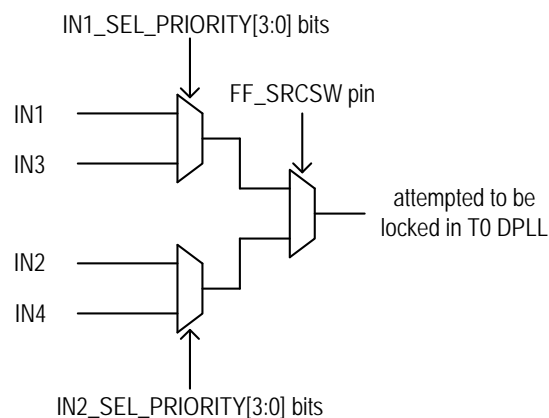 IN1_SEL_PRIORITY[3:0] bits
FF_SRCSW pin
IN1
IN3
attempted to be
locked in T0 DPLL
IN2
IN4
IN2_SEL_PRIORITY[3:0] bits